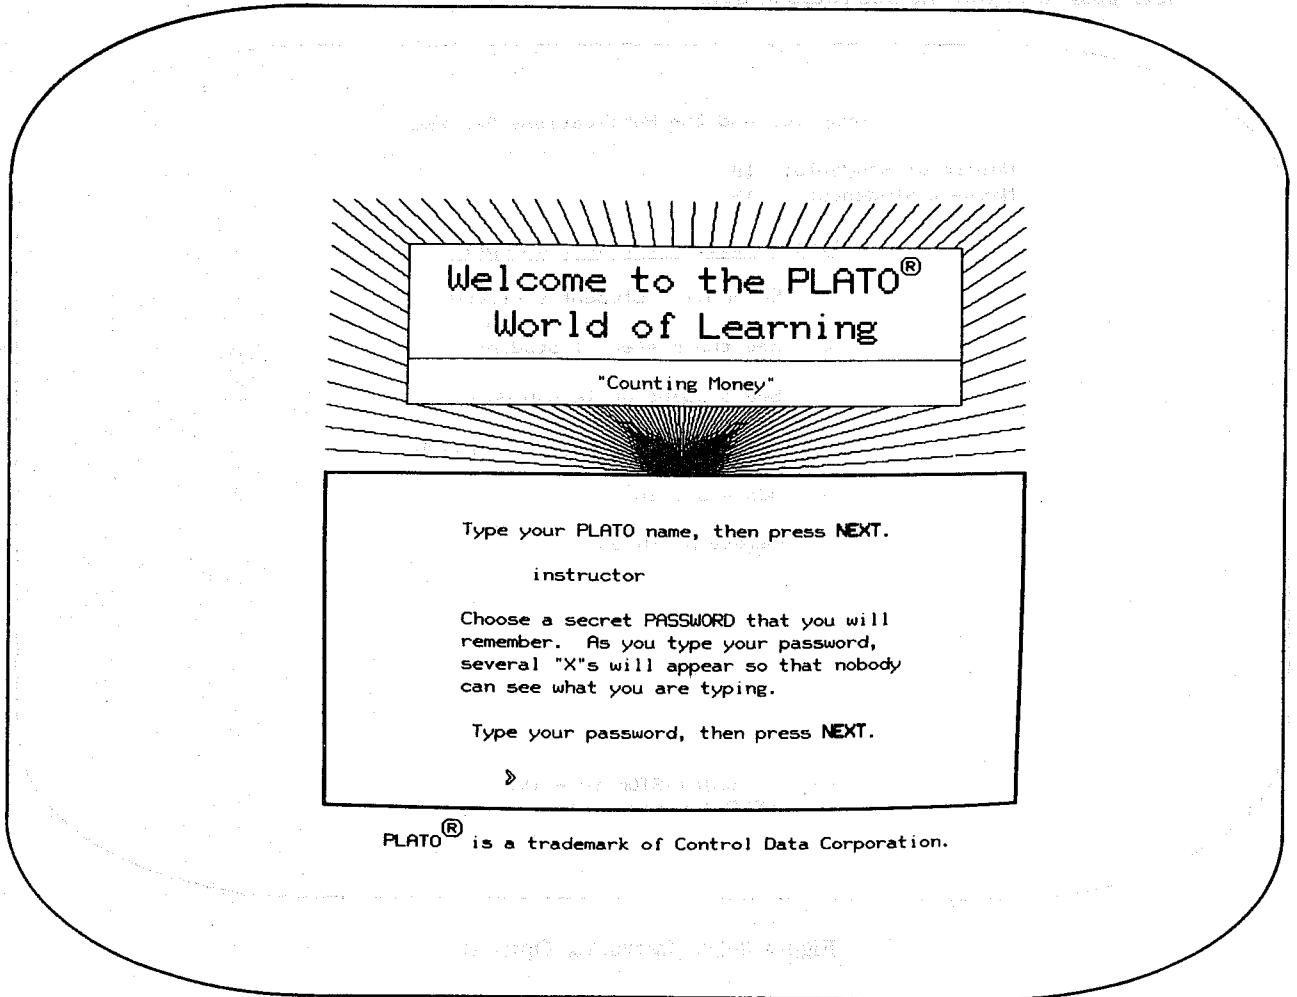 Welcome to the PLATO®
World of Learning
"Counting Money"
Type your PLATO name, then press NEXT.
instructor
Choose a secret PASSWORD that you will
remember. As you type your password,
several "X"s will appear so that nobody
can see what you are typing.
Type your password, then press NEXT.
>
PLATO® is a trademark of Control Data Corporation.